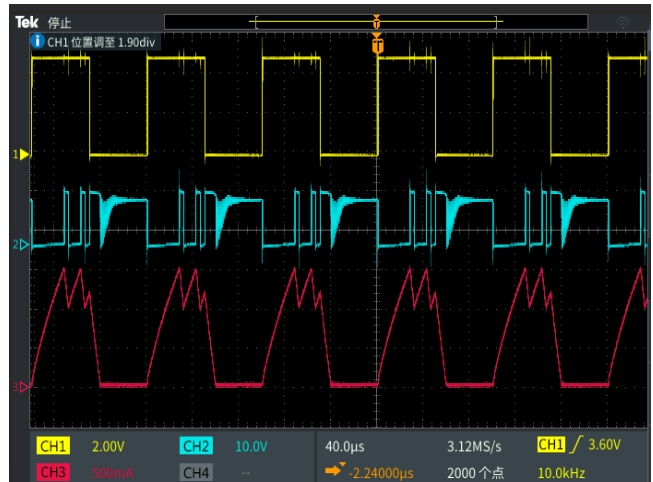 Tek 停止
CH1 位置调至 1.90div
T
T
1
2
3
CH1 2.00V CH2 10.0V 40.0μs 3.12MS/s CH1 3.60V
CH3 500mA CH4 -- -2.24000μs 2000 个点 10.0kHz